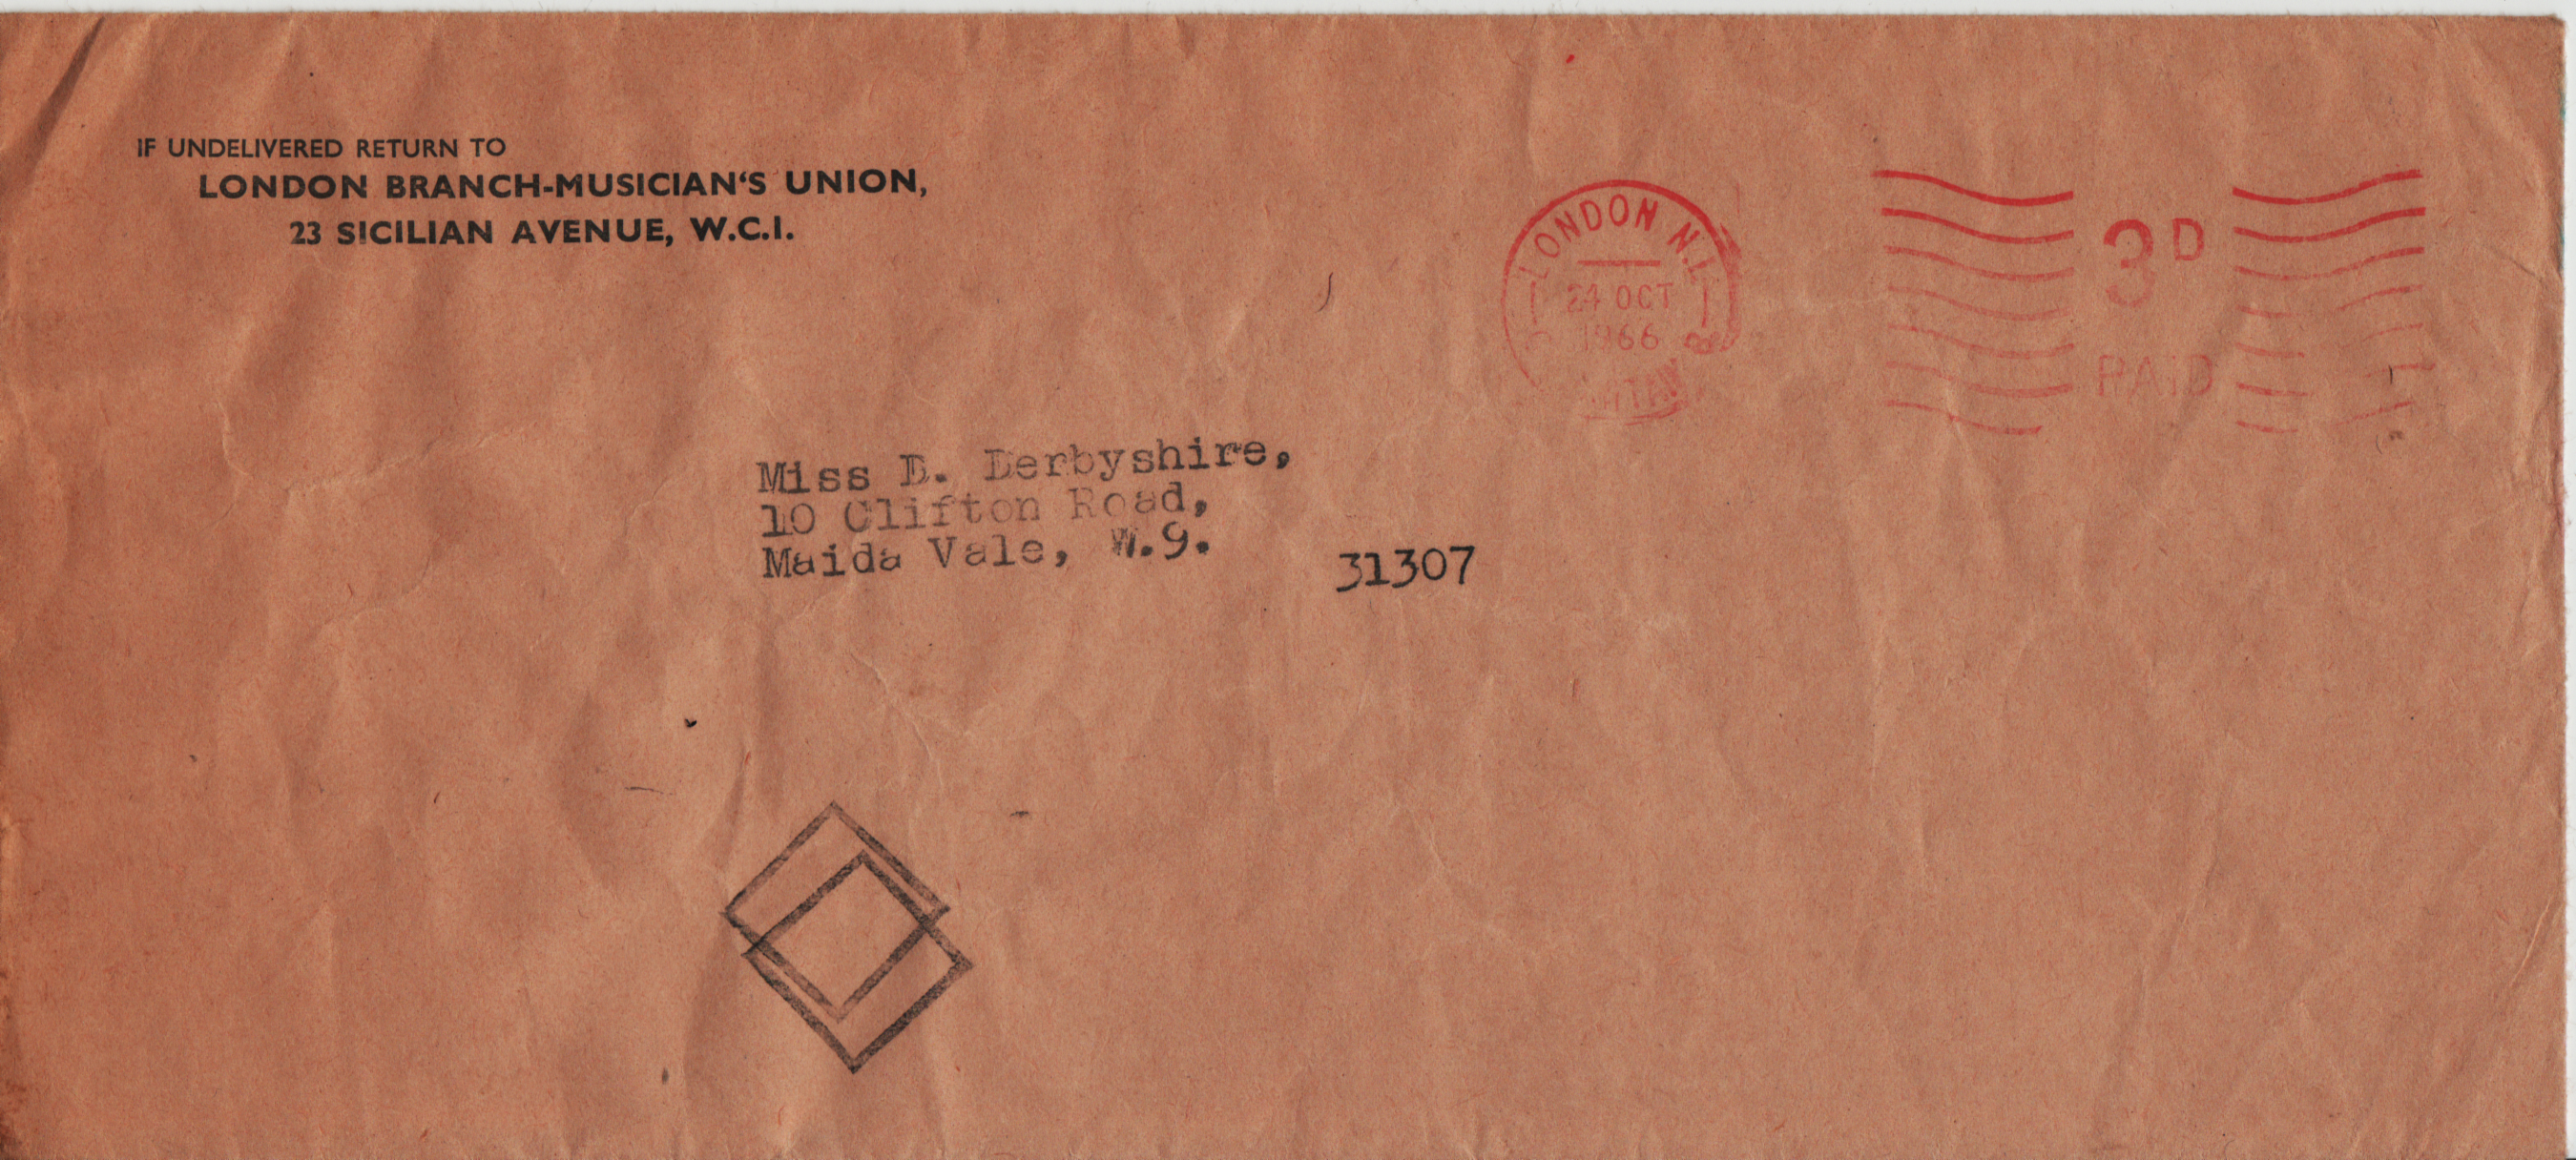 IF UNDELIVERED RETURN TO
LONDON BRANCH-MUSICIAN'S UNION,
23 SICILIAN AVENUE, W.C.I.
LONDON N.1.
24 OCT
1966
3D
PAID
Miss D. Derbyshire,
10 Clifton Road,
Maida Vale, W.9.
31307